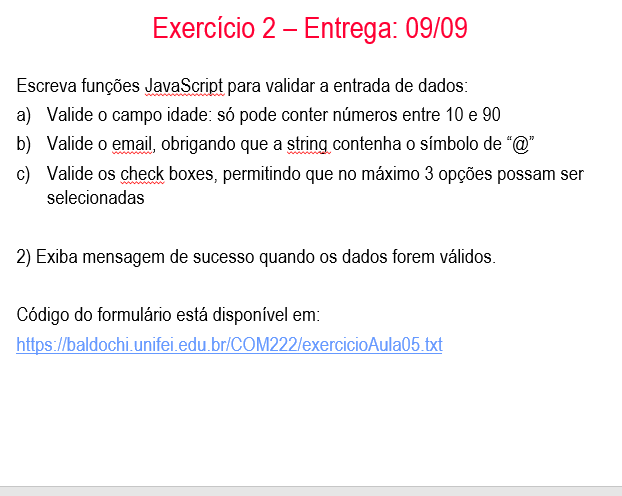 Exercício 2 – Entrega: 09/09
Escreva funções JavaScript para validar a entrada de dados:
a) Valide o campo idade: só pode conter números entre 10 e 90
b) Valide o email, obrigando que a string contenha o símbolo de “@”
c) Valide os check boxes, permitindo que no máximo 3 opções possam ser
selecionadas
2) Exiba mensagem de sucesso quando os dados forem válidos.
Código do formulário está disponível em:
https://baldochi.unifei.edu.br/COM222/exercicioAula05.txt